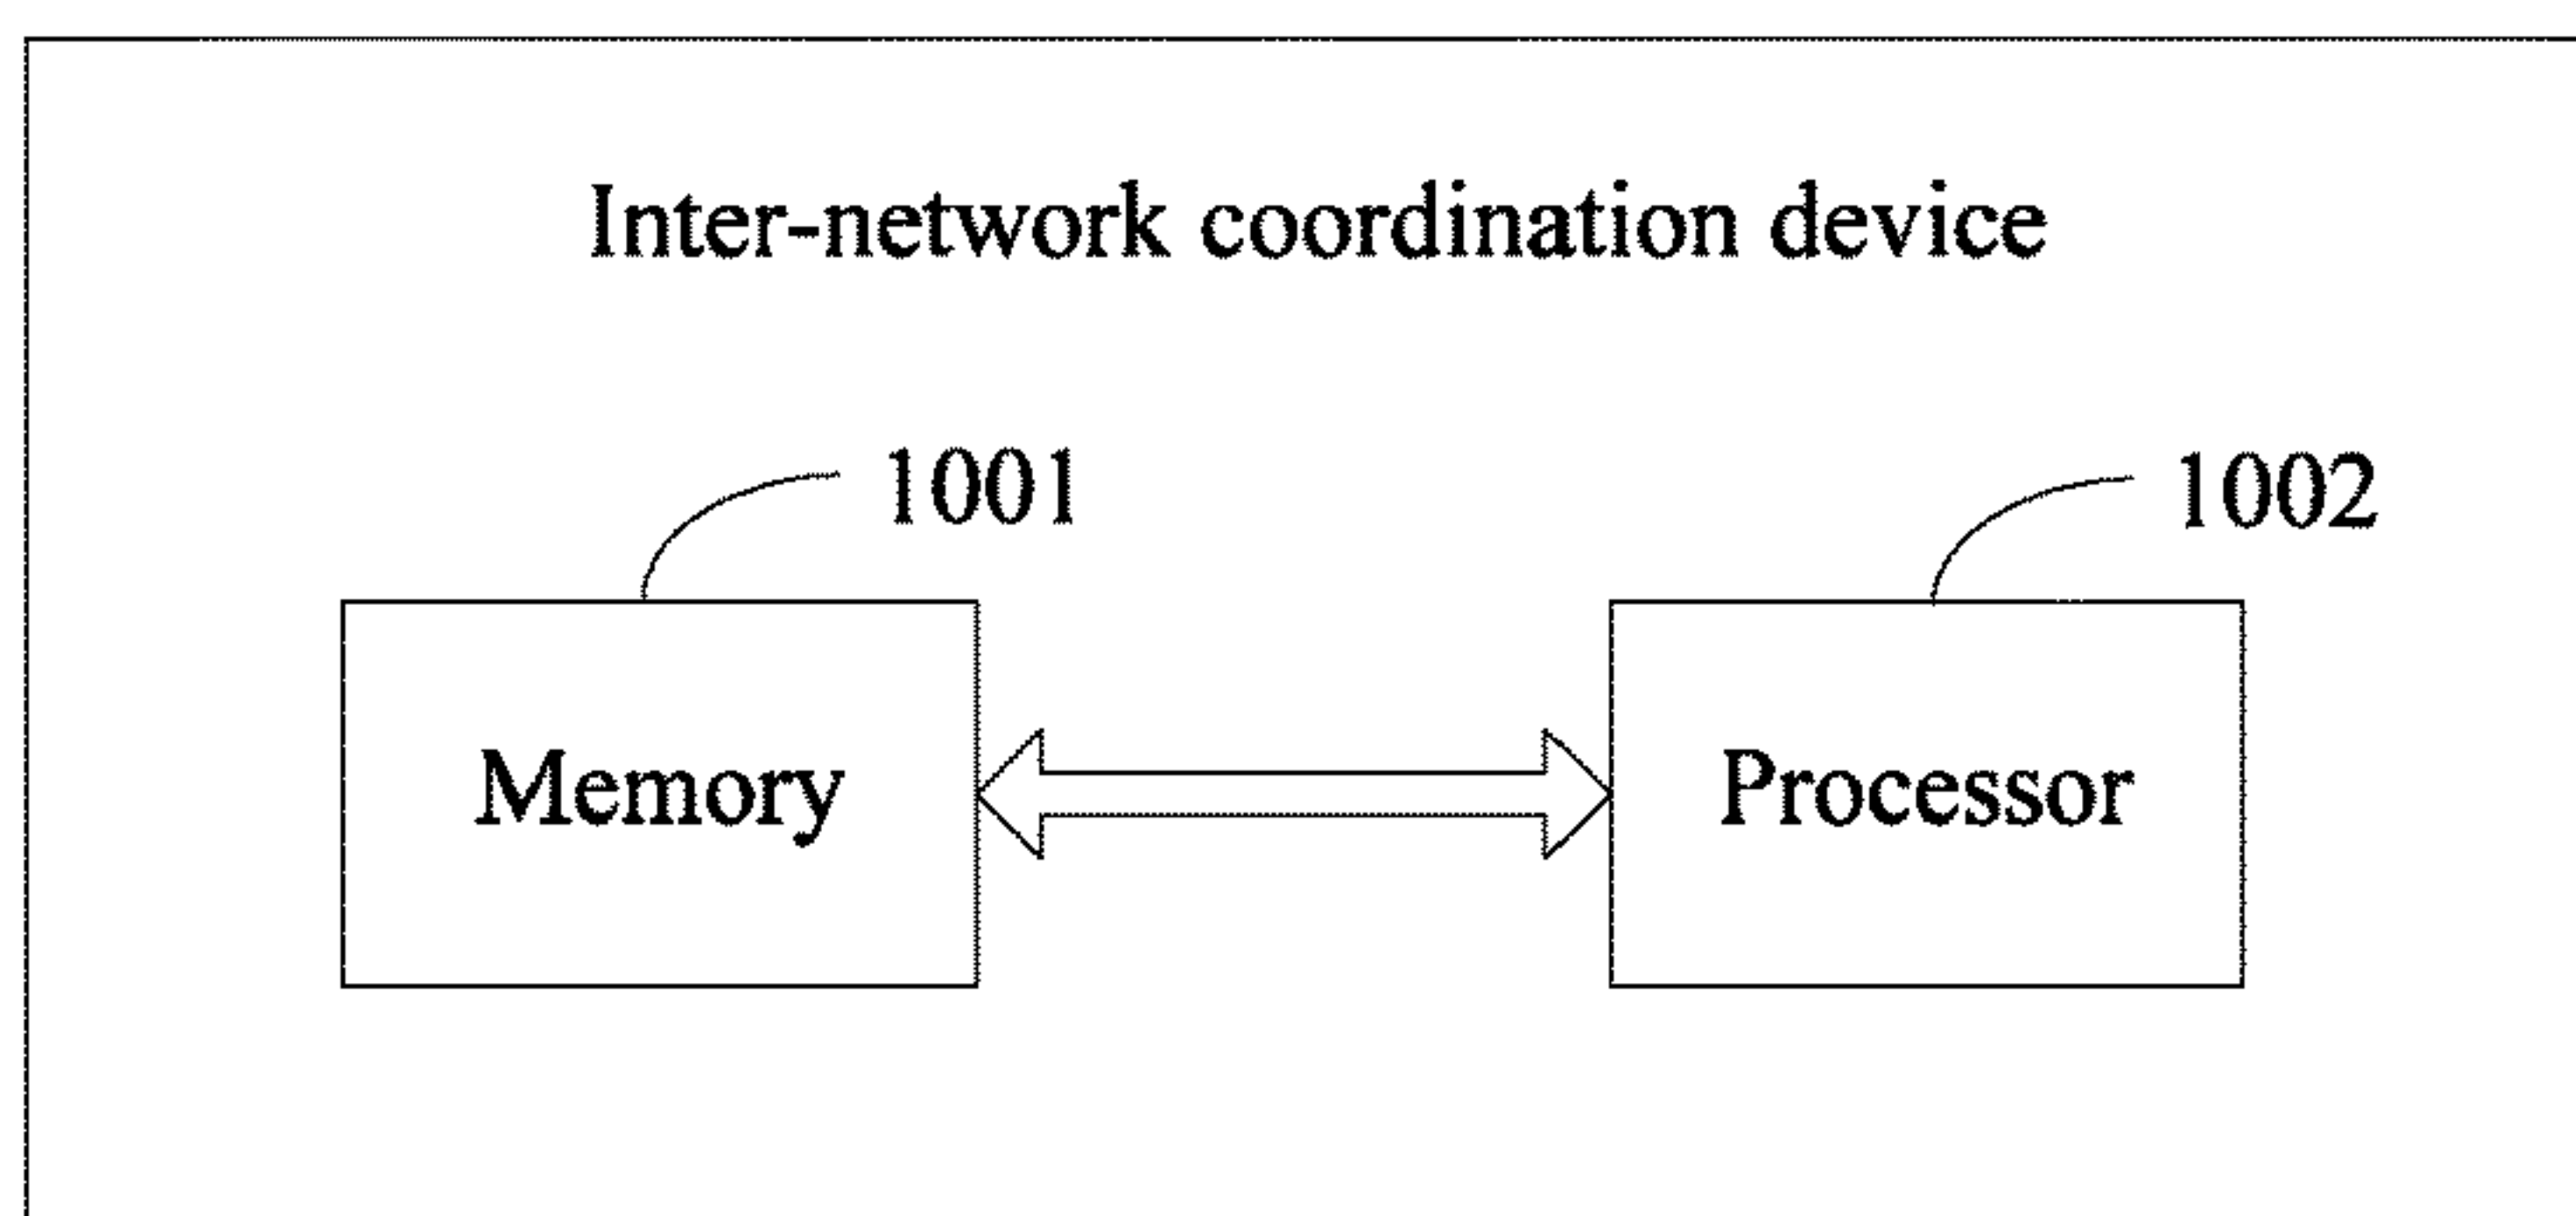 Inter-network coordination device
1001
1002
Memory
Processor